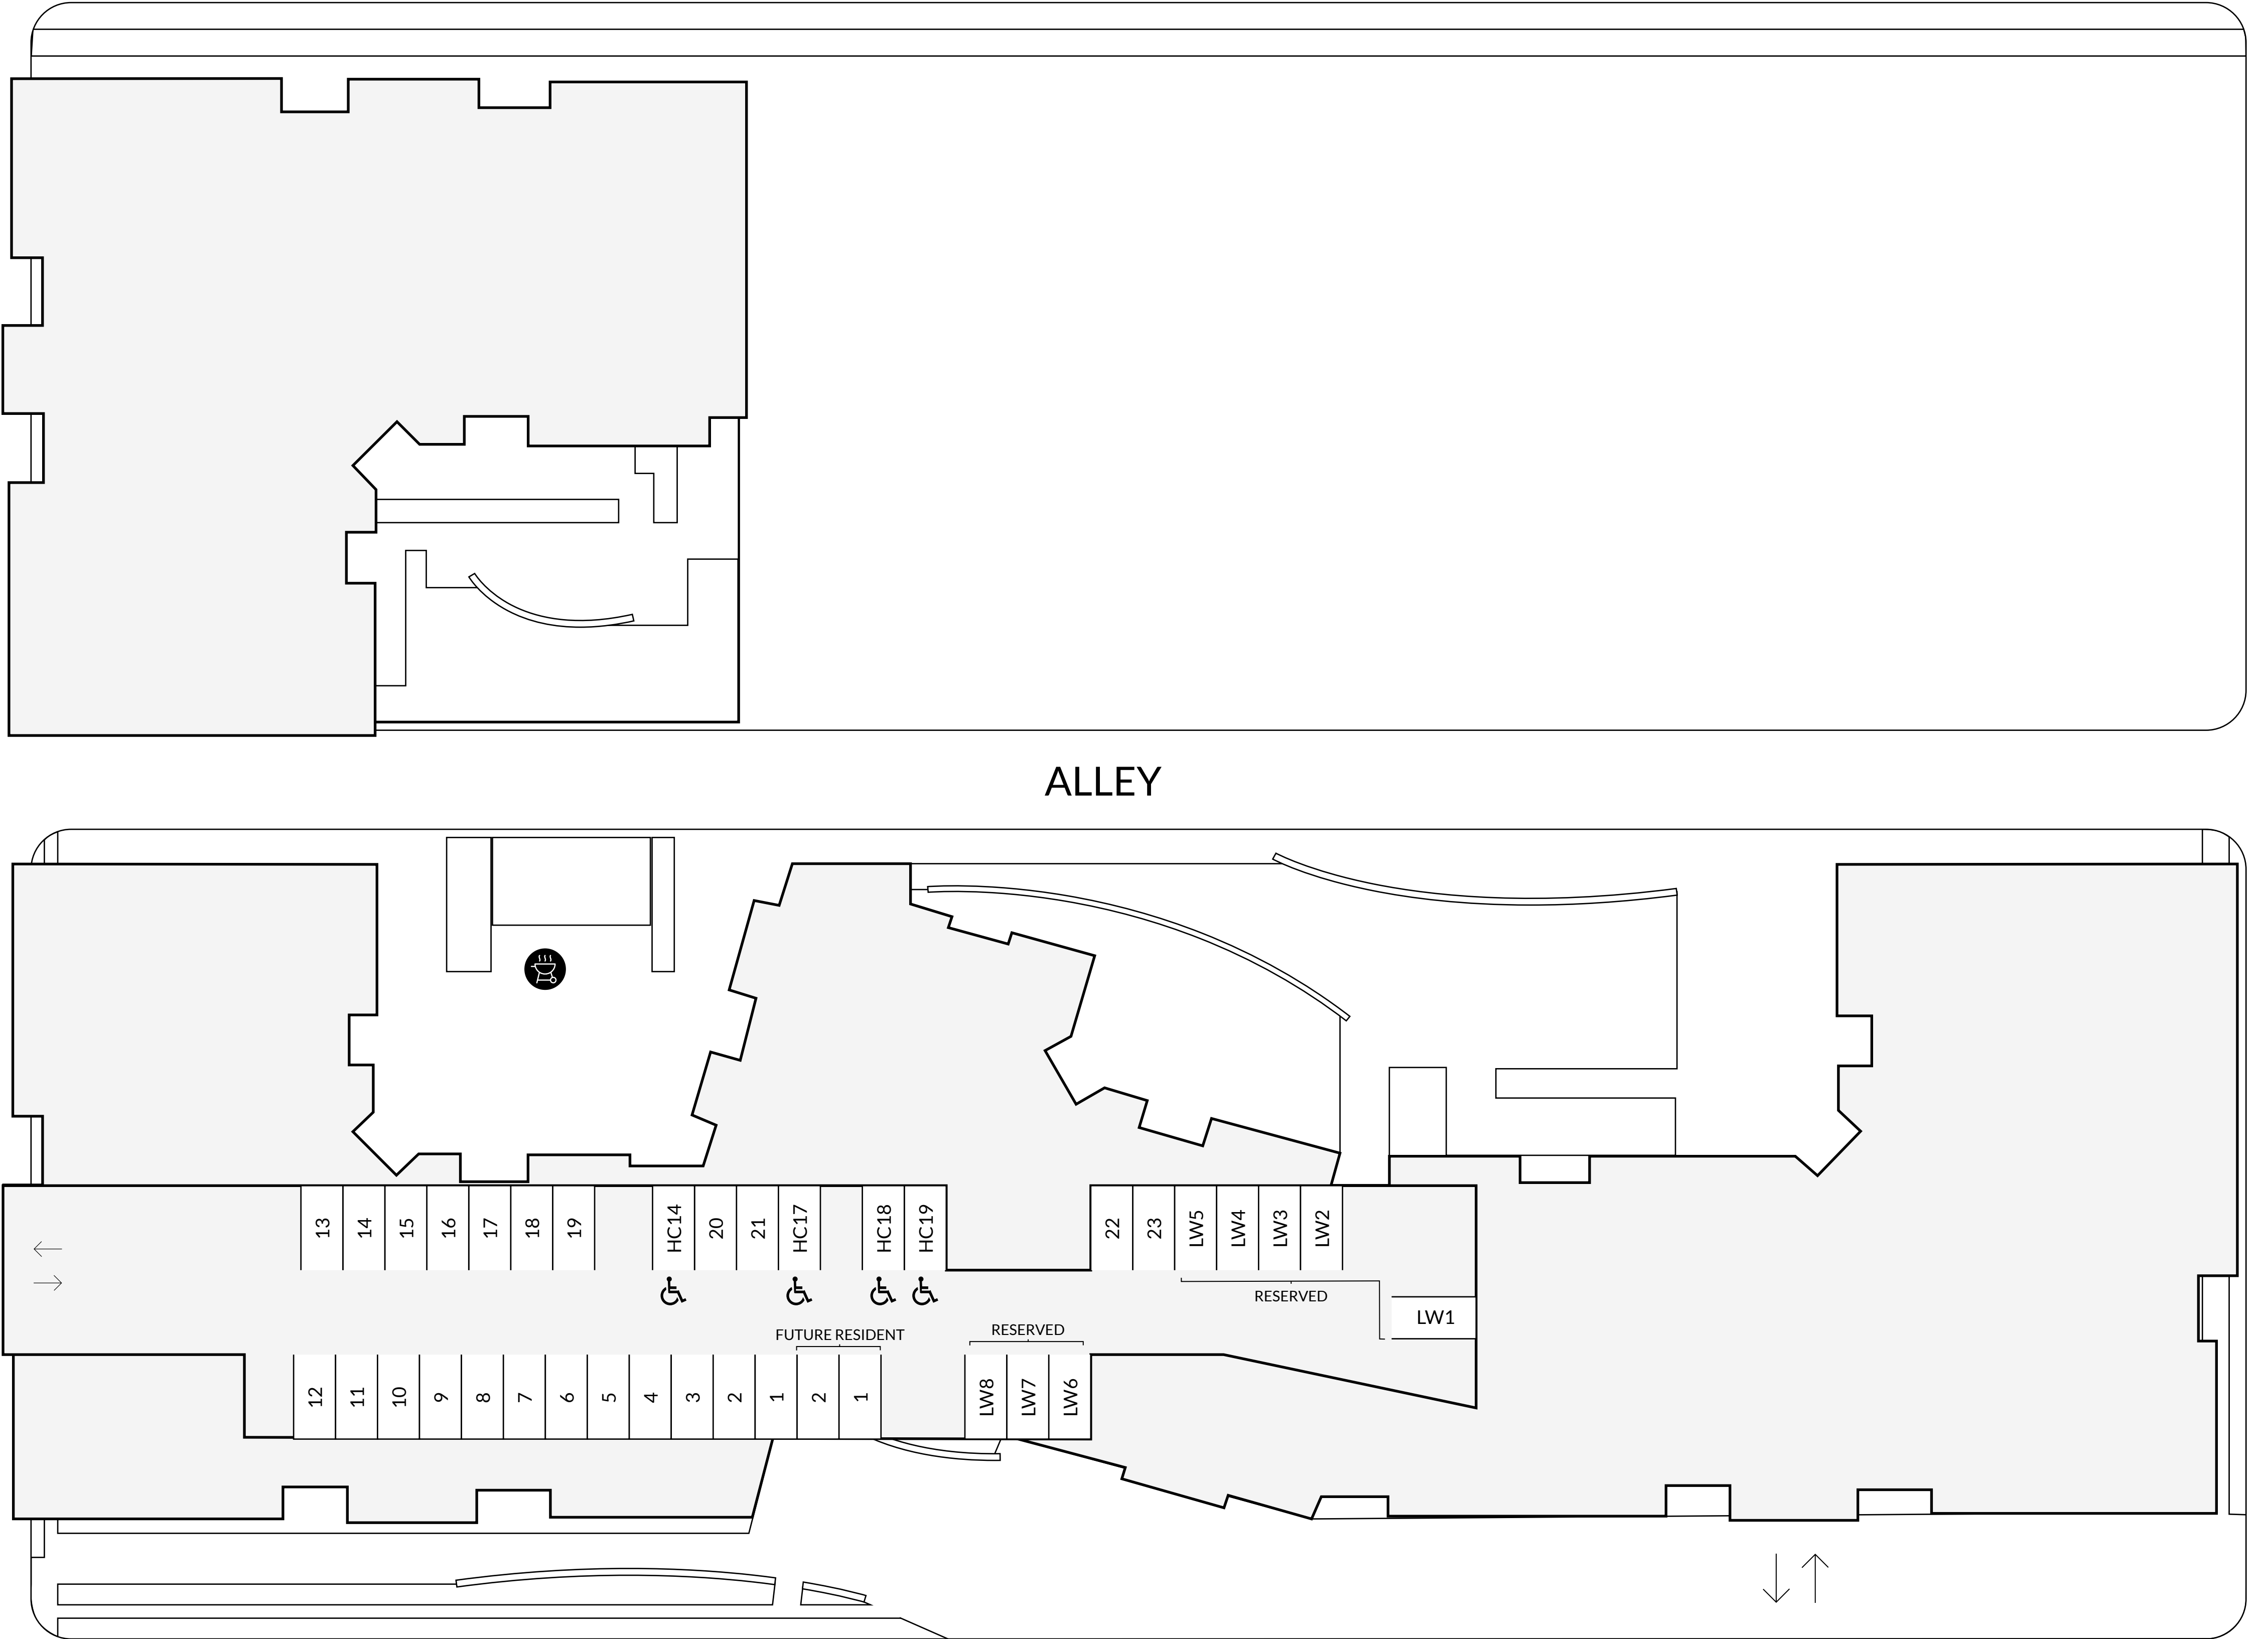 ALLEY
13 14 15 16 17 18 19 HC14 20 21 HC17 HC18 HC19 22 23 LW5 LW4 LW3 LW2
RESERVED
LW1
FUTURE RESIDENT
RESERVED
12 11 10 9 8 7 6 5 4 3 2 1 2 1 LW8 LW7 LW6